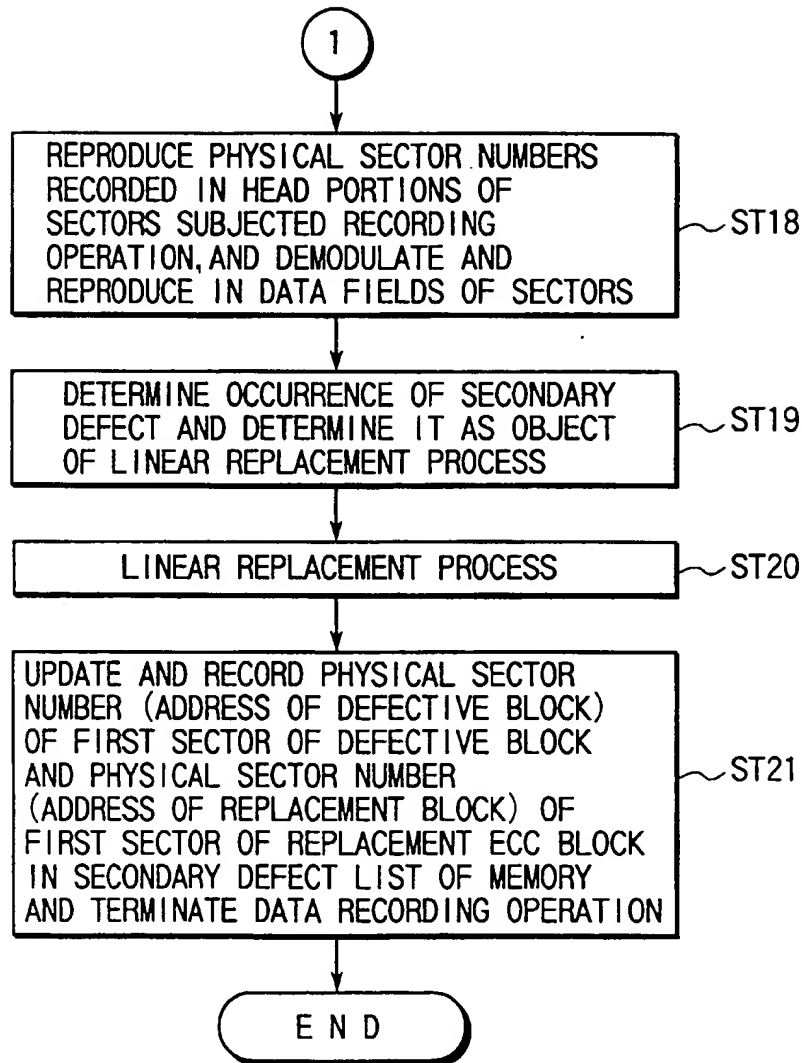 1
REPRODUCE PHYSICAL SECTOR NUMBERS
RECORDED IN HEAD PORTIONS OF
SECTORS SUBJECTED RECORDING
OPERATION, AND DEMODULATE AND
REPRODUCE IN DATA FIELDS OF SECTORS
ST18
DETERMINE OCCURRENCE OF SECONDARY
DEFECT AND DETERMINE IT AS OBJECT
OF LINEAR REPLACEMENT PROCESS
ST19
LINEAR REPLACEMENT PROCESS
ST20
UPDATE AND RECORD PHYSICAL SECTOR
NUMBER (ADDRESS OF DEFECTIVE BLOCK)
OF FIRST SECTOR OF DEFECTIVE BLOCK
AND PHYSICAL SECTOR NUMBER
(ADDRESS OF REPLACEMENT BLOCK) OF
FIRST SECTOR OF REPLACEMENT ECC BLOCK
IN SECONDARY DEFECT LIST OF MEMORY
AND TERMINATE DATA RECORDING OPERATION
ST21
END